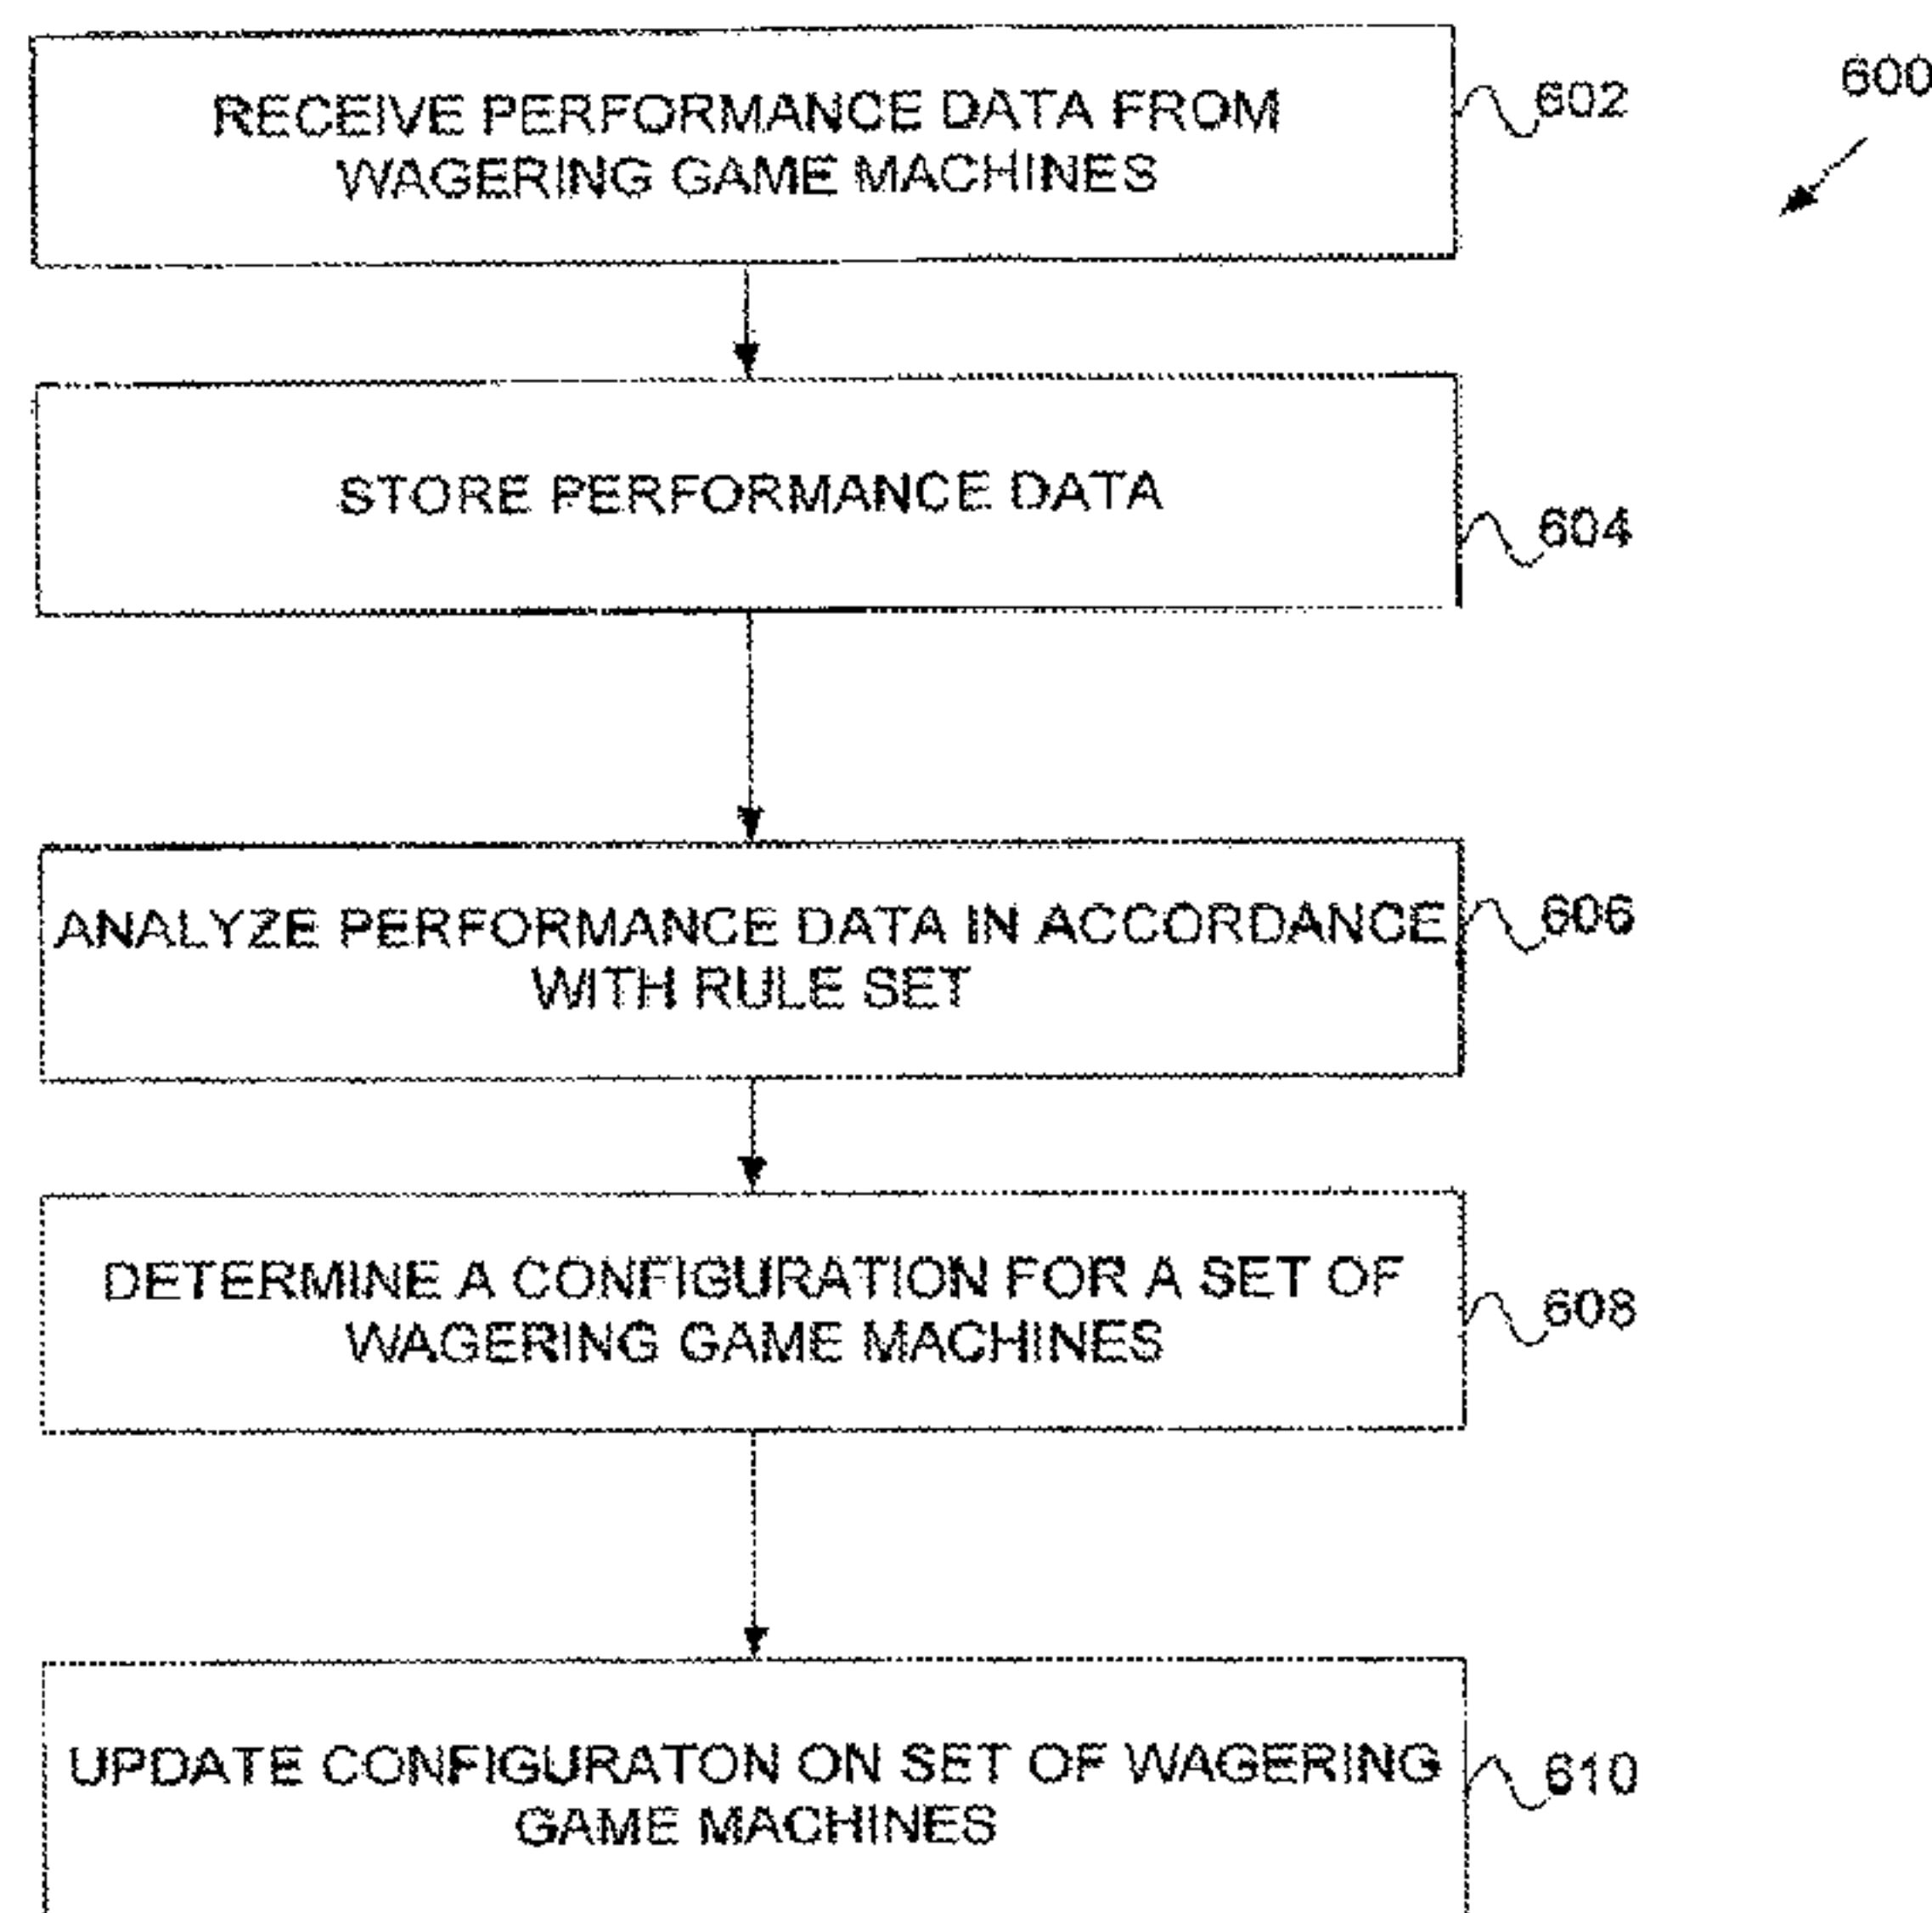 RECEIVE PERFORMANCE DATA FROM
WAGERING GAME MACHINES
602
600
STORE PERFORMANCE DATA
604
ANALYZE PERFORMANCE DATA IN ACCORDANCE
WITH RULE SET
606
DETERMINE A CONFIGURATION FOR A SET OF
WAGERING GAME MACHINES
608
UPDATE CONFIGURATON ON SET OF WAGERING
GAME MACHINES
610